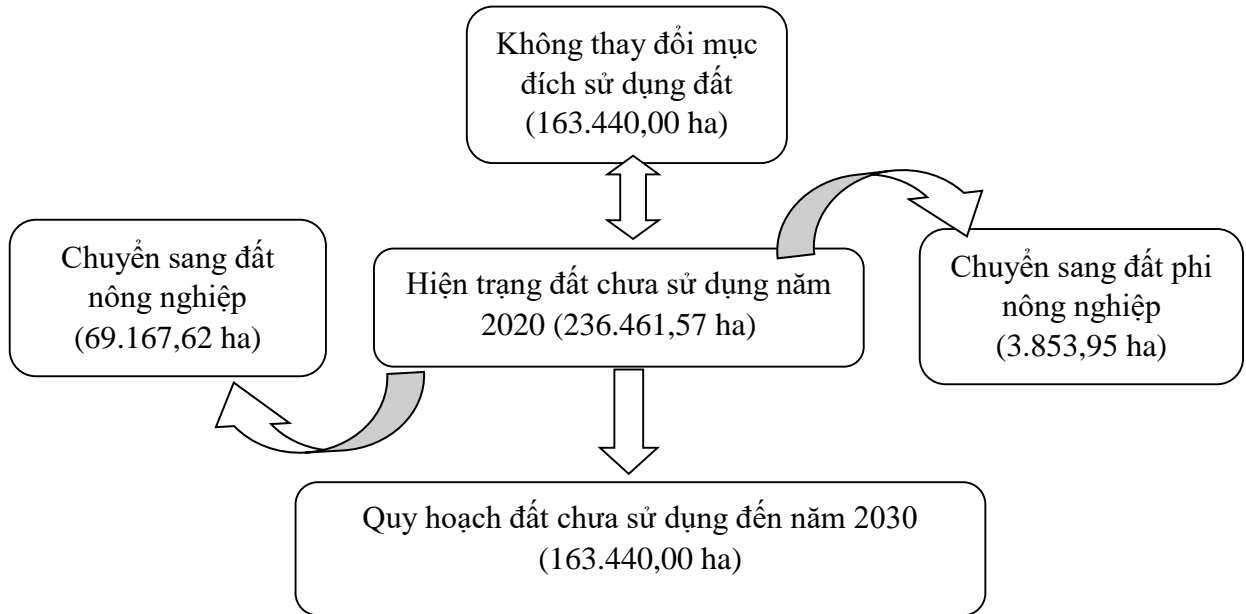 Không thay đổi mục
đích sử dụng đất
(163.440,00 ha)
Chuyển sang đất
nông nghiệp
(69.167,62 ha)
Hiện trạng đất chưa sử dụng năm
2020 (236.461,57 ha)
Chuyển sang đất phi
nông nghiệp
(3.853,95 ha)
Quy hoạch đất chưa sử dụng đến năm 2030
(163.440,00 ha)